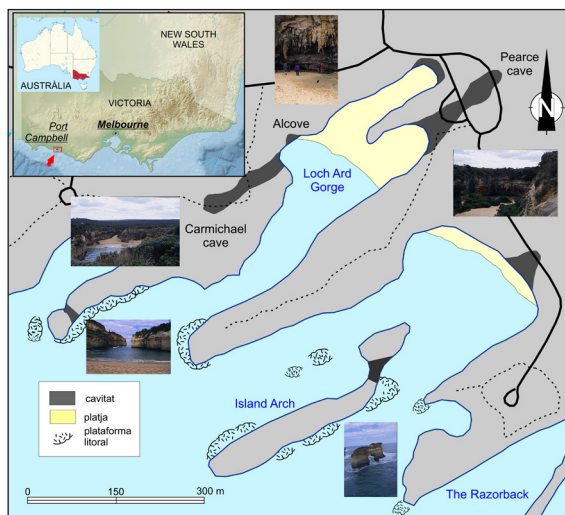 NEW SOUTH
WALES
AUSTRÀLIA
VICTORIA
Port
Campbell
Melbourne
Pearce
cave
N
Alcove
Loch Ard
Gorge
Carmichael
cave
Island Arch
cavitat
platja
plataforma
litoral
0
150
300 m
The Razorback